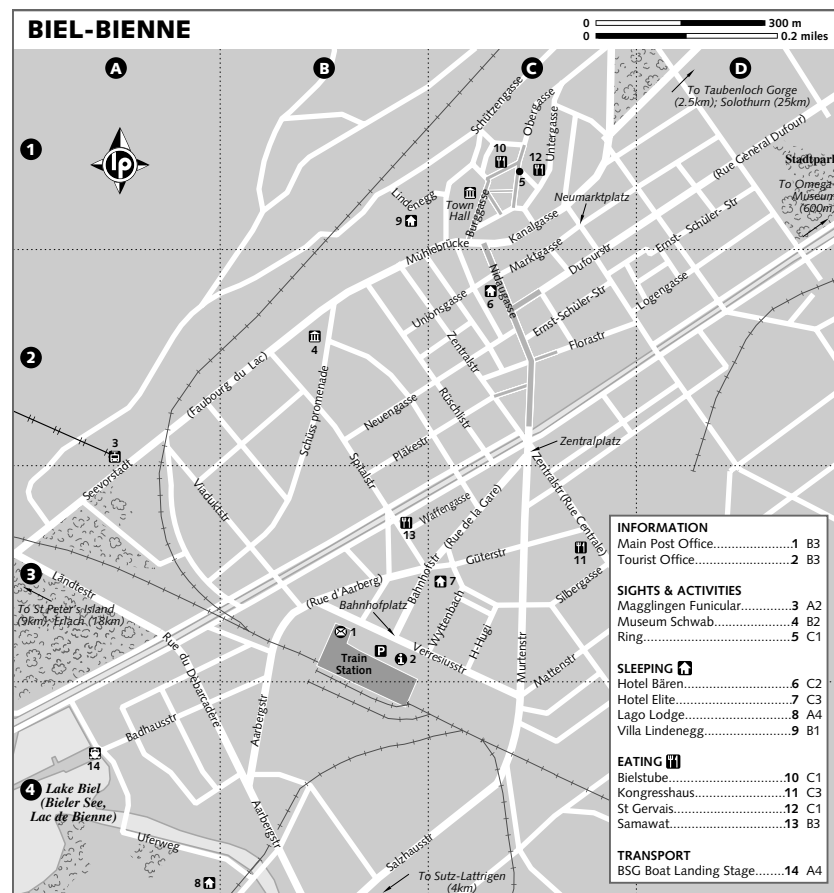 BIEL-BIENNE
0 300 m
0 0.2 miles
A
B
C
D
To Taubenloch Gorge
(2.5km); Solothurn (25km)
Schützengasse
Obergasse
Untergasse
1
lp
10
12
5
(Rue Général Dufour)
Stadtpark
To Omega
Museum
(600m)
Lindenegg
9
Town
Hall
Burggasse
Neumarktplatz
Kanalgasse
Mühlebrücke
Marktgasse
Dufourstr
Ernst- Schüler- Str
Nidaugasse
Unionsgasse
6
Logengasse
Ernst-Schüler-Str
Florastr
Zentralstr
2
4
(Faubourg du Lac)
Schüss promenade
Neuengasse
Rüschlistr
Pläkestr
Zentralplatz
3
Seevorstadt
Spitalstr
Viaduktstr
Waffengasse
13
Zentralstr (Rue Centrale)
(Rue de la Gare)
Bahnhofstr
Güterstr
11
3
Ländtestr
To St Peter's Island
(9km); Erlach (18km)
(Rue d'Aarberg)
7
Silbergasse
Bahnhofplatz
Wyttenbach
H-Hugi
1
P
2
Train
Station
Verresiusstr
Murtenstr
Mattenstr
Rue du Débarcadère
Aarbergstr
Badhausstr
14
4
Lake Biel
(Bieler See,
Lac de Bienne)
Aarbergstr
Uferweg
8
Salzhausstr
To Sutz-Lattrigen
(4km)
INFORMATION
Main Post Office..............1 B3
Tourist Office..................2 B3
SIGHTS & ACTIVITIES
Magglingen Funicular........3 A2
Museum Schwab..............4 B2
Ring................................5 C1
SLEEPING
Hotel Bären.....................6 C2
Hotel Elite.......................7 C3
Lago Lodge.....................8 A4
Villa Lindenegg................9 B1
EATING
Bielstube.......................10 C1
Kongresshaus.................11 C3
St Gervais......................12 C1
Samawat........................13 B3
TRANSPORT
BSG Boat Landing Stage......14 A4